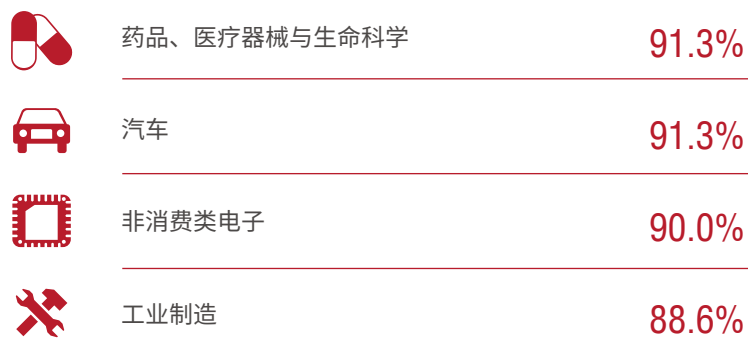 药品、医疗器械与生命科学 91.3%
汽车 91.3%
非消费类电子 90.0%
工业制造 88.6%